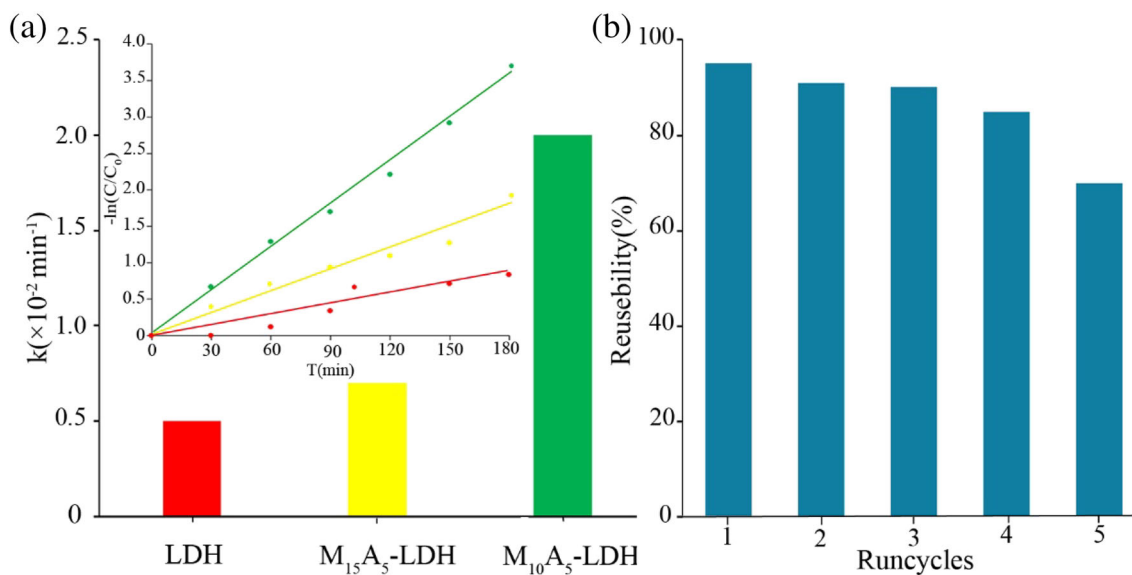 (a)
2.5
2.0
1.5
1.0
0.5
0
k(×10⁻² min⁻¹)
-4.0
3.5
3.0
2.5
2.0
1.5
1.0
0.5
0
-ln(C/C₀)
0 30 60 90 120 150 180
T(min)
LDH M₁₅A₅-LDH M₁₀A₅-LDH
(b)
100
80
60
40
20
0
Reusebility(%)
1 2 3 4 5
Runcycles